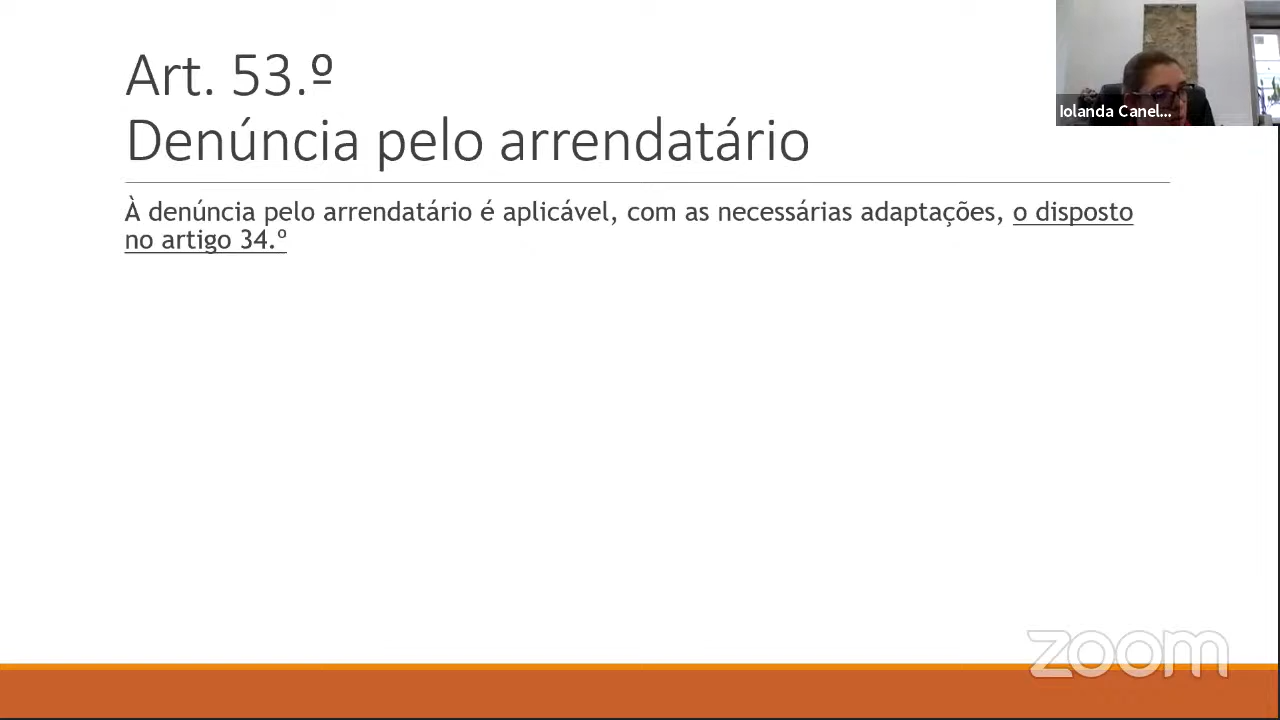 Art. 53.º
Denúncia pelo arrendatário
Iolanda Canel...
À denúncia pelo arrendatário é aplicável, com as necessárias adaptações, o disposto
no artigo 34.º
zoom